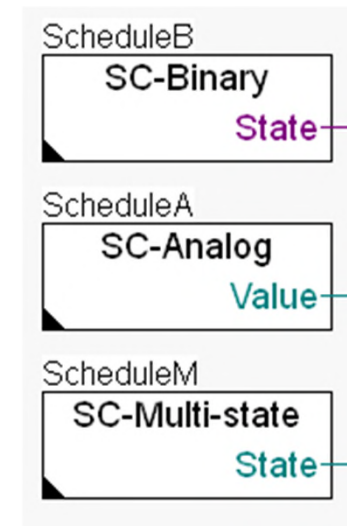 ScheduleB
SC-Binary
State
ScheduleA
SC-Analog
Value
ScheduleM
SC-Multi-state
State